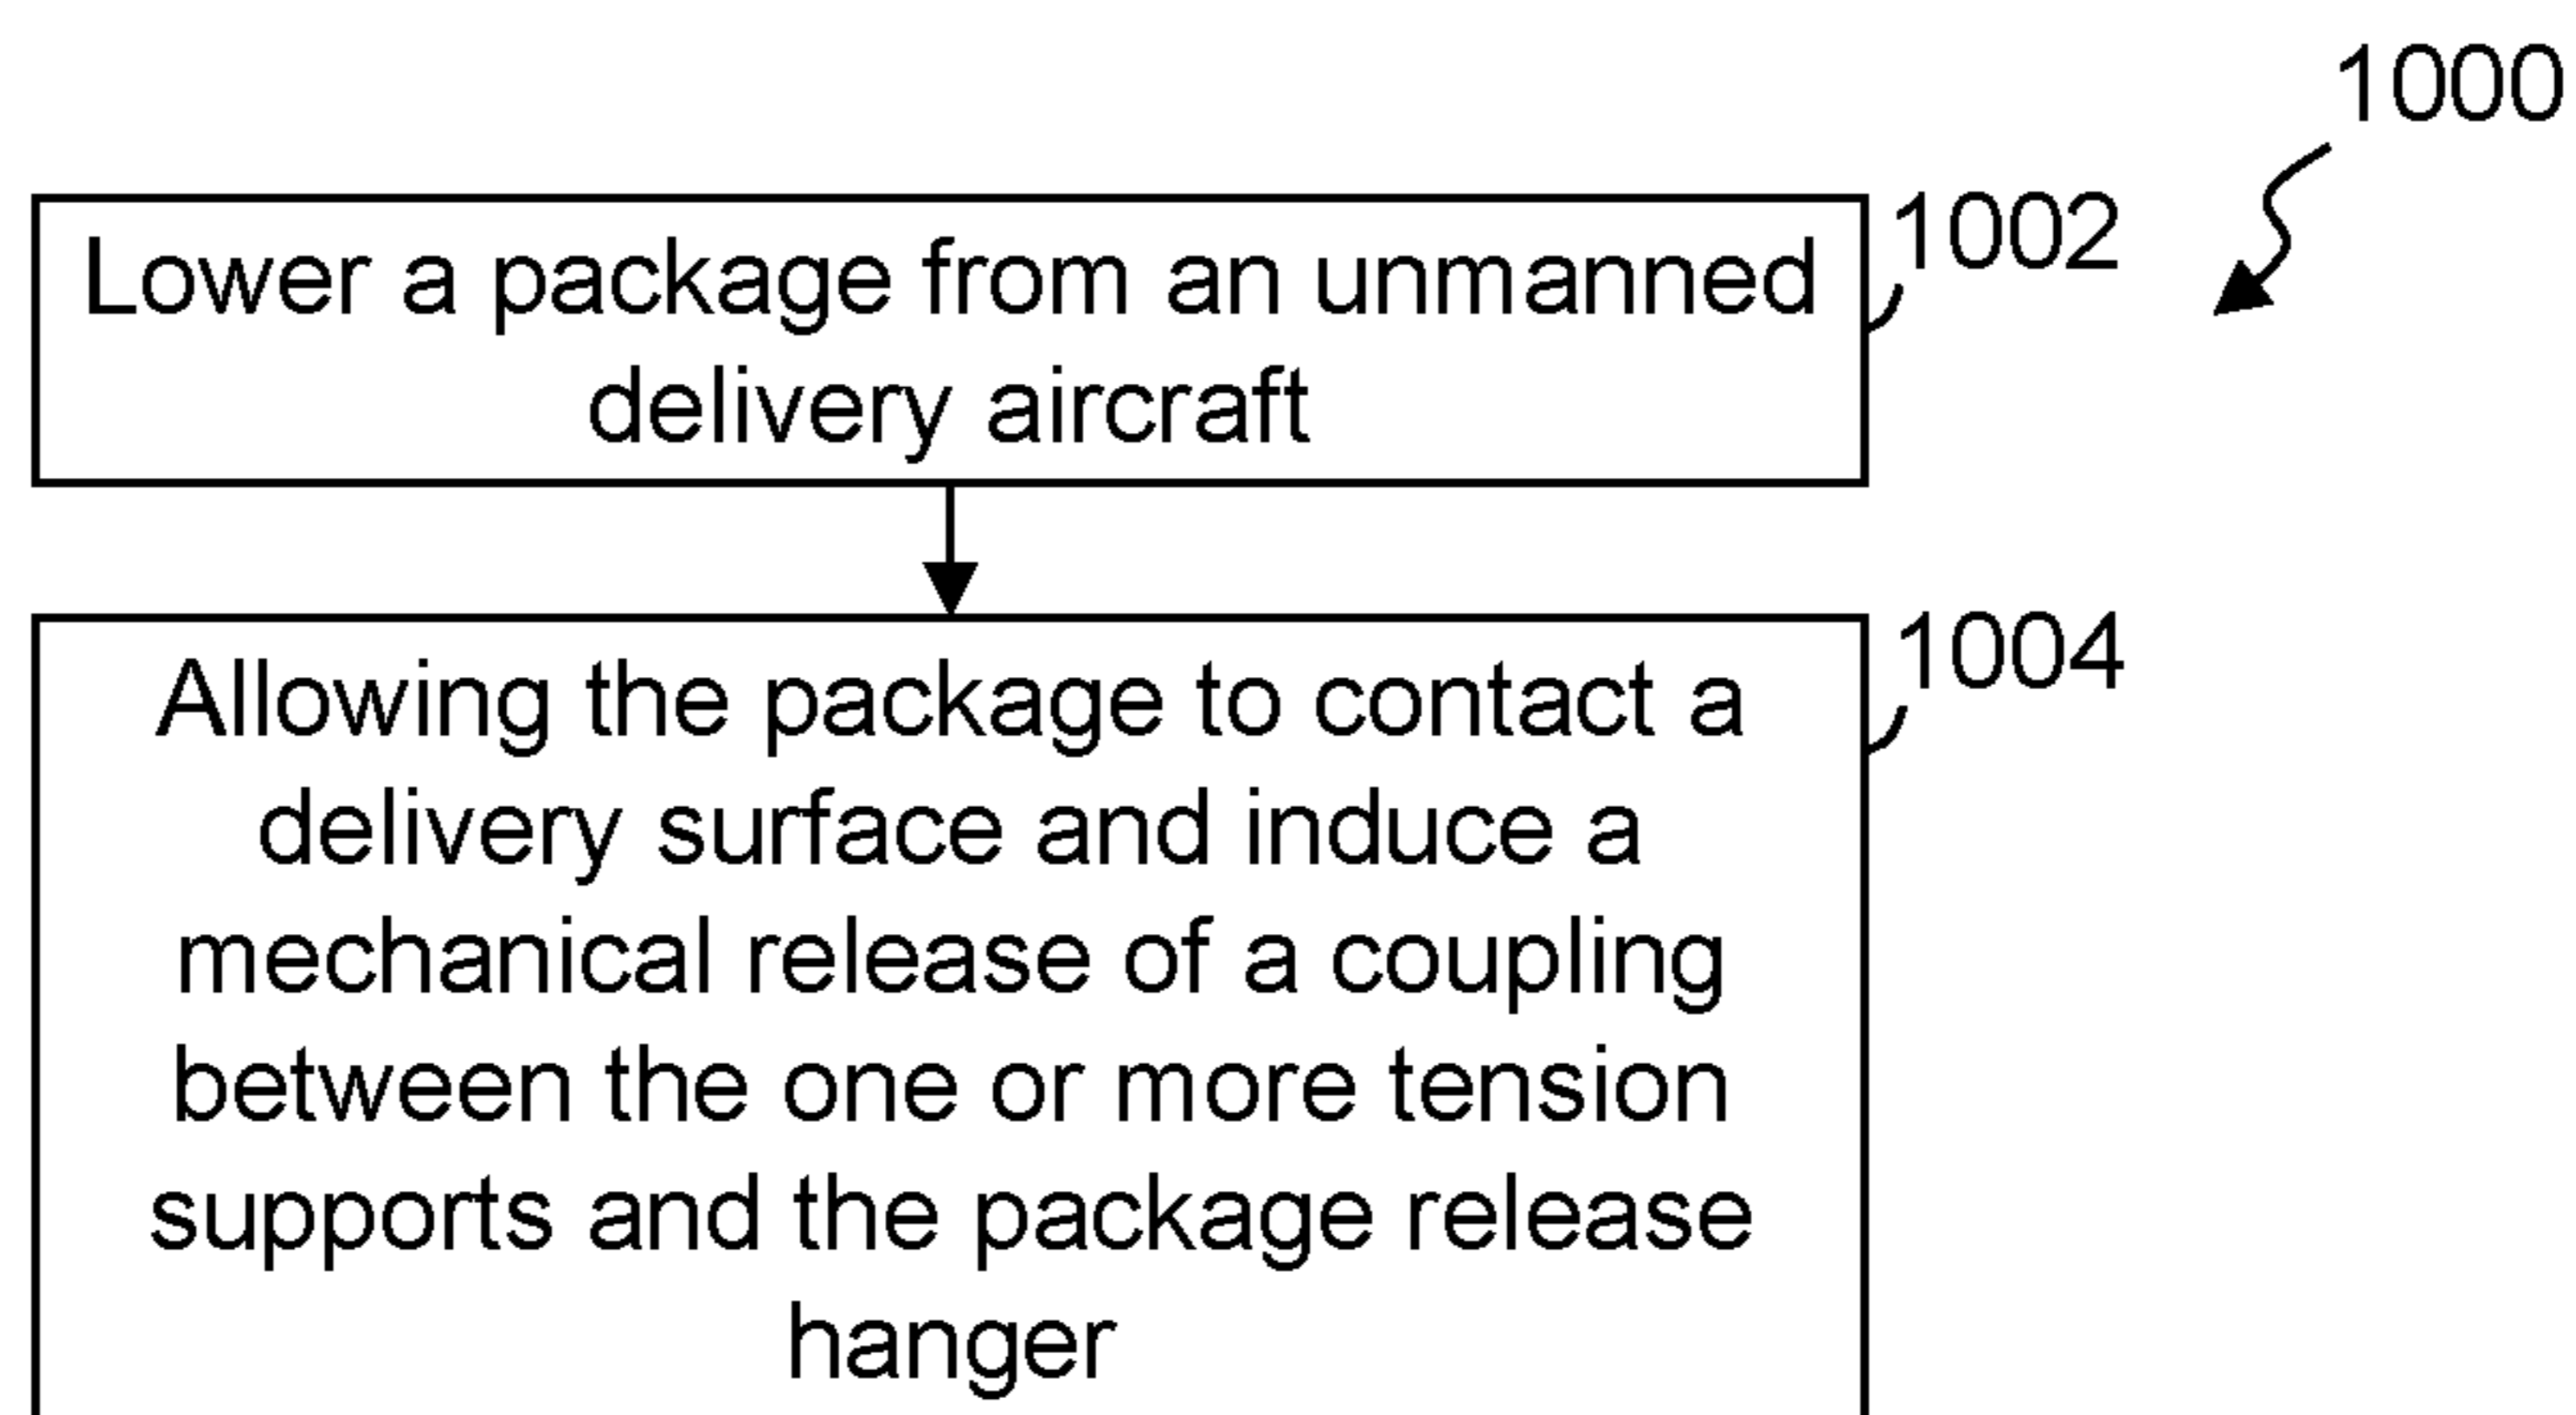 1000
1002
Lower a package from an unmanned
delivery aircraft
1004
Allowing the package to contact a
delivery surface and induce a
mechanical release of a coupling
between the one or more tension
supports and the package release
hanger